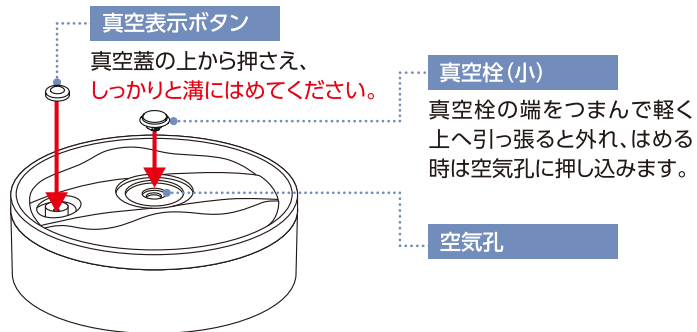 真空表示ボタン
真空蓋の上から押さえ、
しっかりと溝にはめてください。
真空栓（小）
真空栓の端をつまんで軽く
上へ引っ張ると外れ、はめる
時は空気孔に押し込みます。
空気孔